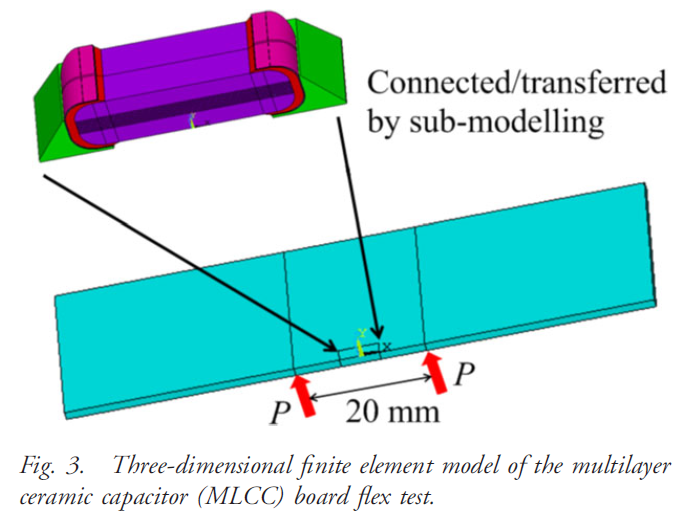 Connected/transferred
by sub-modelling
Y
X
P
P
20 mm
Fig. 3. Three-dimensional finite element model of the multilayer
ceramic capacitor (MLCC) board flex test.